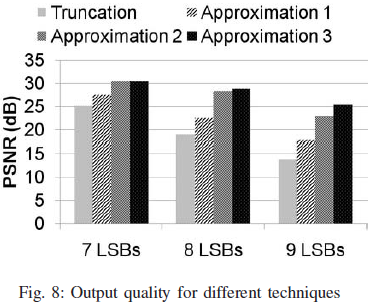 Truncation Approximation 1
Approximation 2 Approximation 3
PSNR (dB)
35
30
25
20
15
10
5
0
7 LSBs 8 LSBs 9 LSBs
Fig. 8: Output quality for different techniques